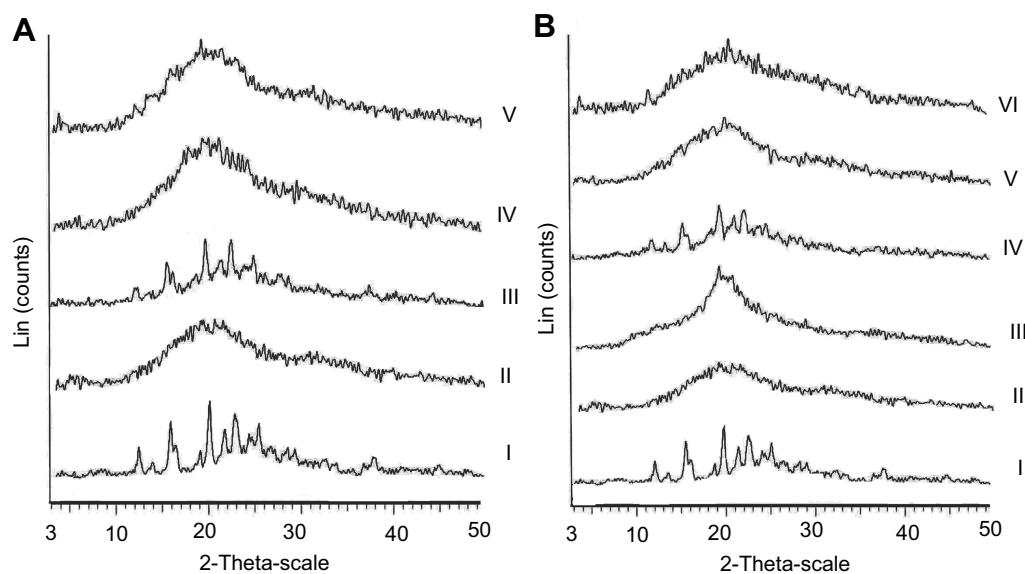 A
V
IV
III
II
I
Lin (counts)
3 10 20 30 40 50
2-Theta-scale
B
VI
V
IV
III
II
I
Lin (counts)
3 10 20 30 40 50
2-Theta-scale